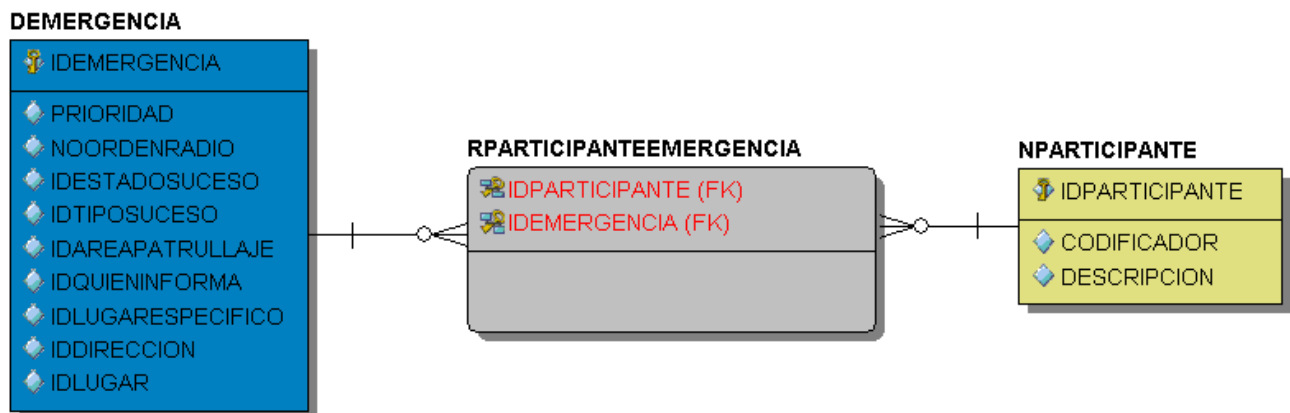 DEMERGENCIA
IDEMERGENCIA
PRIORIDAD
NOORDENRADIO
IDESTADOSUCESO
IDTIPOSUCESO
IDAREAPATRULLAJE
IDQUIENINFORMA
IDLUGARESPECIFICO
IDDIRECCION
IDLUGAR
RPARTICIPANTEEMERGENCIA
IDPARTICIPANTE (FK)
IDEMERGENCIA (FK)
NPARTICIPANTE
IDPARTICIPANTE
CODIFICADOR
DESCRIPCION